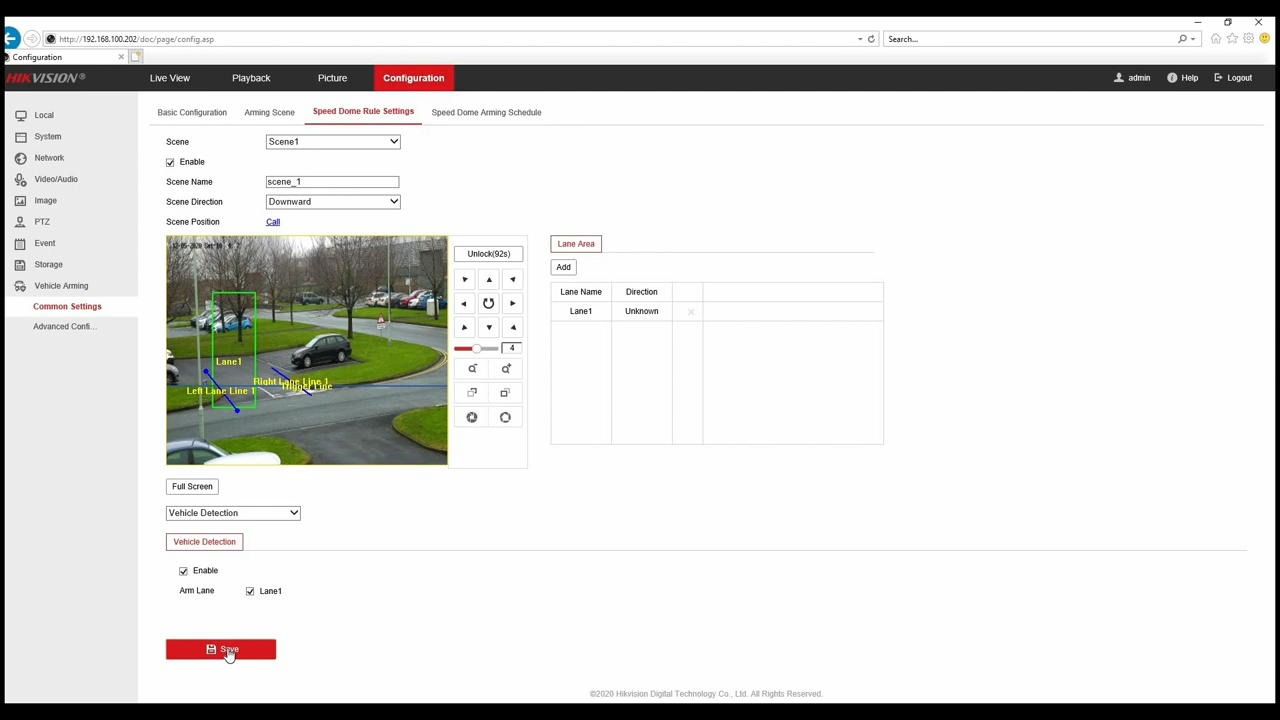 http://192.168.100.202/doc/page/config.asp
Search...
Configuration
HIKVISION®
Live View
Playback
Picture
Configuration
admin
Help
Logout
Local
System
Network
Video/Audio
Image
PTZ
Event
Storage
Vehicle Arming
Common Settings
Advanced Confi...
Basic Configuration
Arming Scene
Speed Dome Rule Settings
Speed Dome Arming Schedule
Scene
Scene1
Enable
Scene Name
scene_1
Scene Direction
Downward
Scene Position
Call
Lane1
Right Lane Line 1
Trigger Line
Left Lane Line 1
Unlock(92s)
4
Lane Area
Add
Lane Name
Direction
Lane1
Unknown
Full Screen
Vehicle Detection
Vehicle Detection
Enable
Arm Lane
Lane1
Save
©2020 Hikvision Digital Technology Co., Ltd. All Rights Reserved.